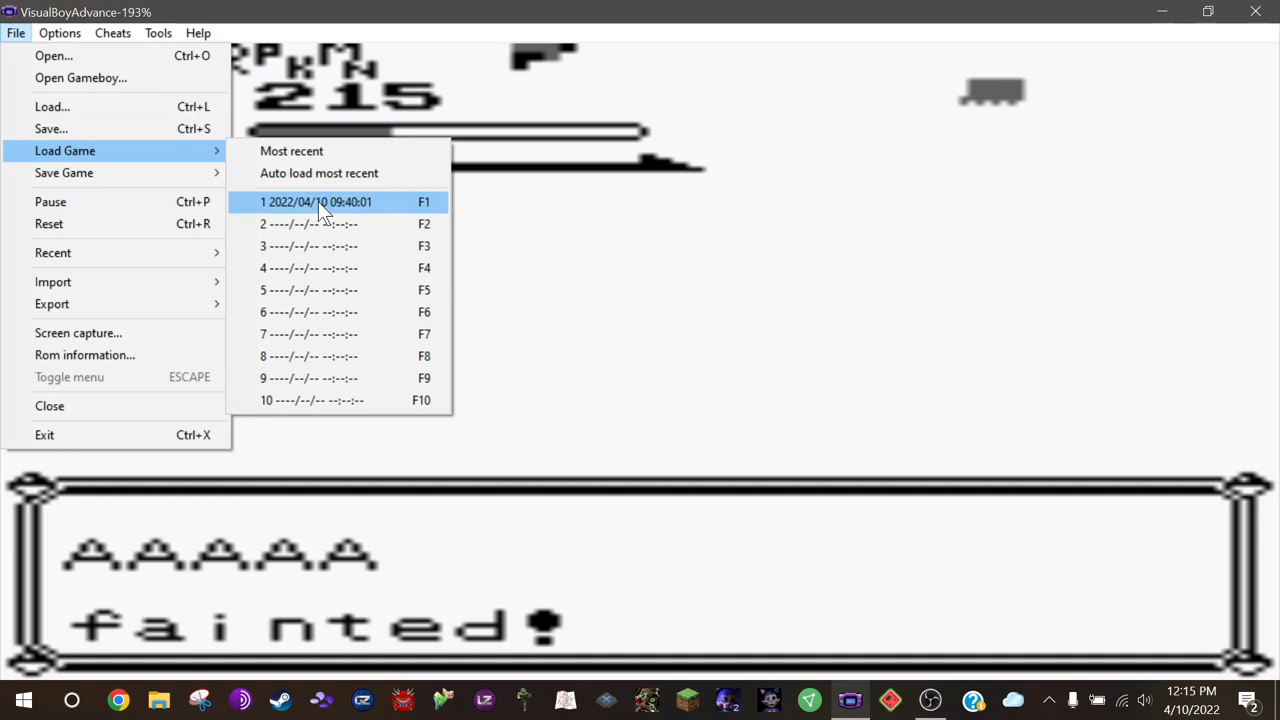 VisualBoyAdvance-193%
File Options Cheats Tools Help
Open... Ctrl+O
Open Gameboy...
Load... Ctrl+L
Save... Ctrl+S
Load Game
Save Game
Pause Ctrl+P
Reset Ctrl+R
Recent
Import
Export
Screen capture...
Rom information...
Toggle menu ESCAPE
Close
Exit Ctrl+X
Most recent
Auto load most recent
1 2022/04/10 09:40:01 F1
2 ----/--/-- --:--:-- F2
3 ----/--/-- --:--:-- F3
4 ----/--/-- --:--:-- F4
5 ----/--/-- --:--:-- F5
6 ----/--/-- --:--:-- F6
7 ----/--/-- --:--:-- F7
8 ----/--/-- --:--:-- F8
9 ----/--/-- --:--:-- F9
10 ----/--/-- --:--:-- F10
215
AAAAA
fainted!
12:15 PM
4/10/2022
2